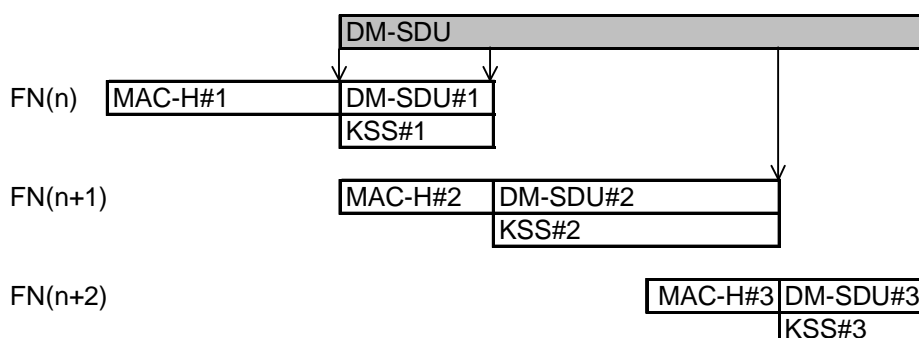 DM-SDU
FN(n) MAC-H#1 DM-SDU#1
KSS#1
FN(n+1) MAC-H#2 DM-SDU#2
KSS#2
FN(n+2) MAC-H#3 DM-SDU#3
KSS#3